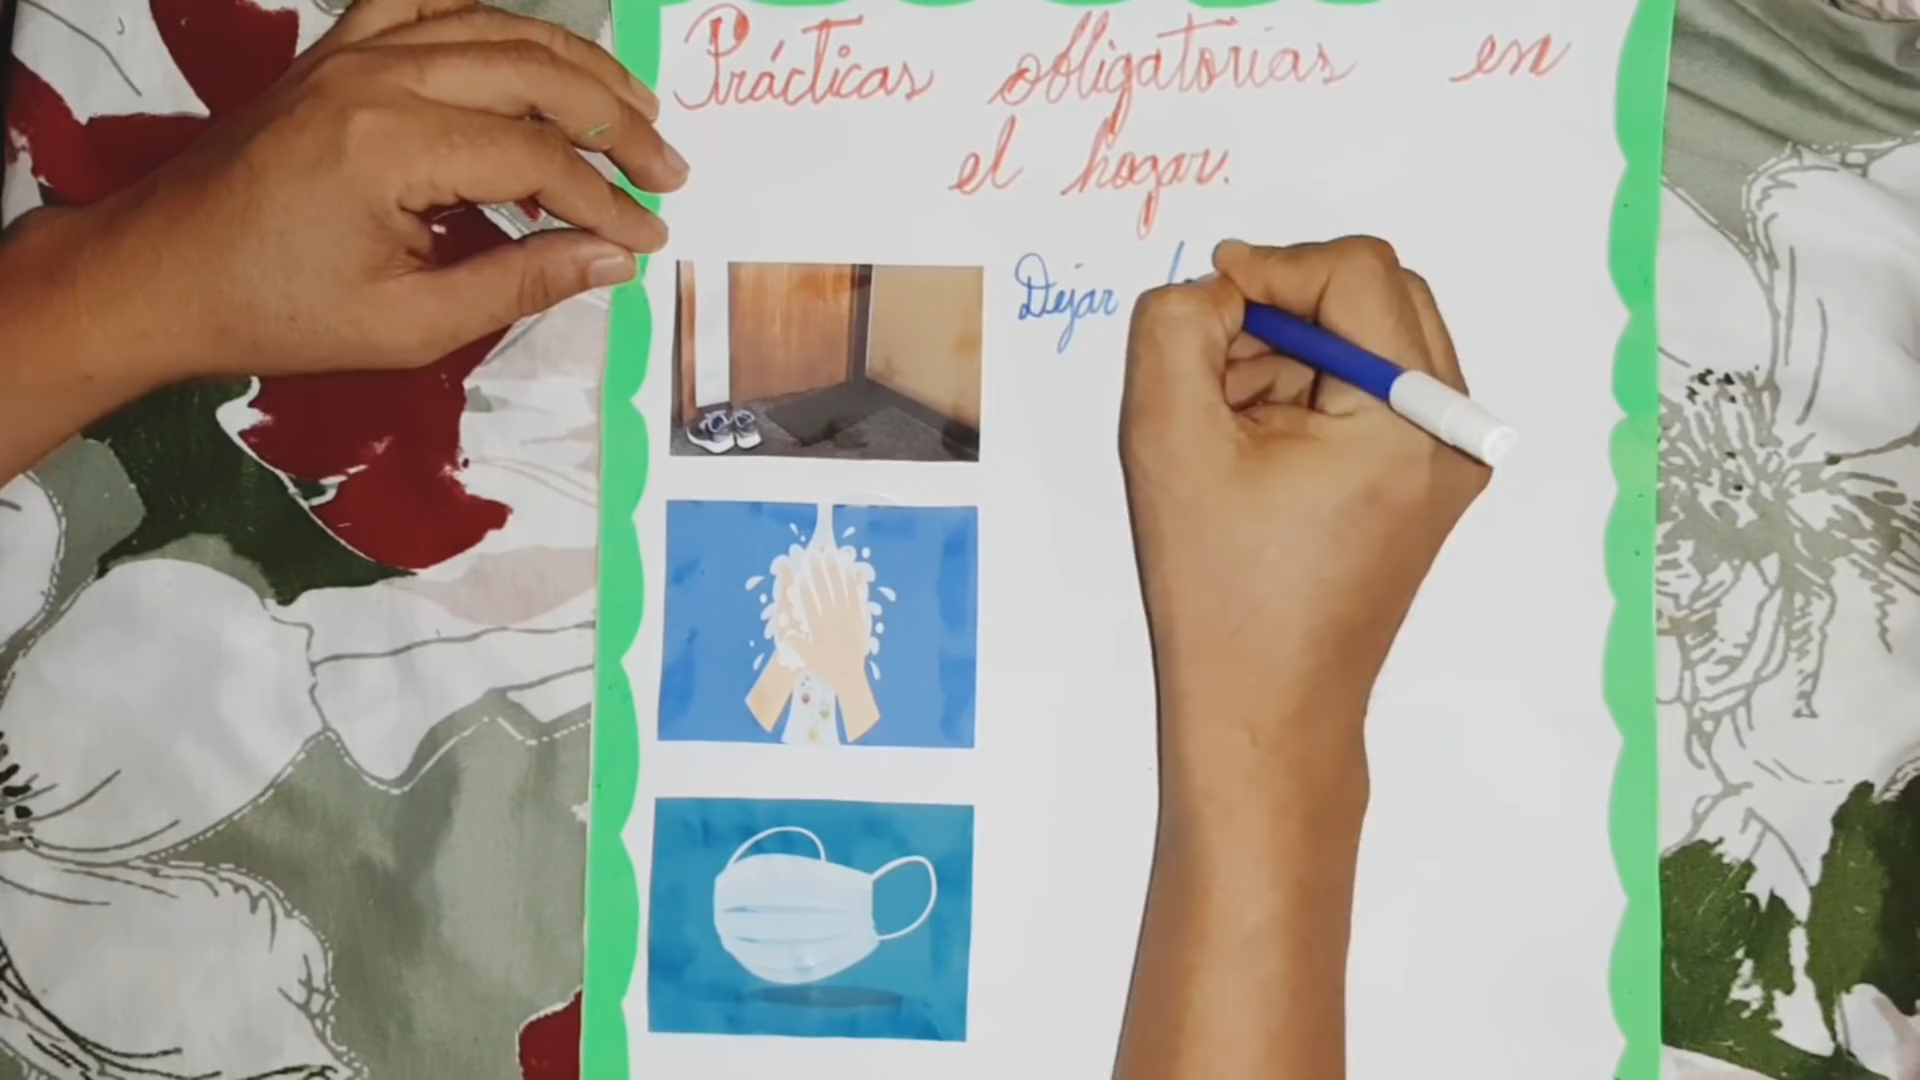 Prácticas obligatorias en
el hogar.
Dejar